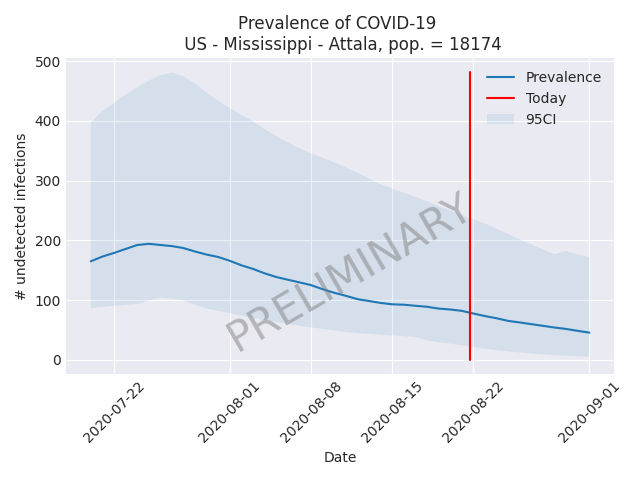 Prevalence of COVID-19
US - Mississippi - Attala, pop. = 18174
# undetected infections
500
400
300
200
100
0
Prevalence
Today
95CI
PRELIMINARY
2020-07-22
2020-08-01
2020-08-08
2020-08-15
2020-08-22
2020-09-01
Date